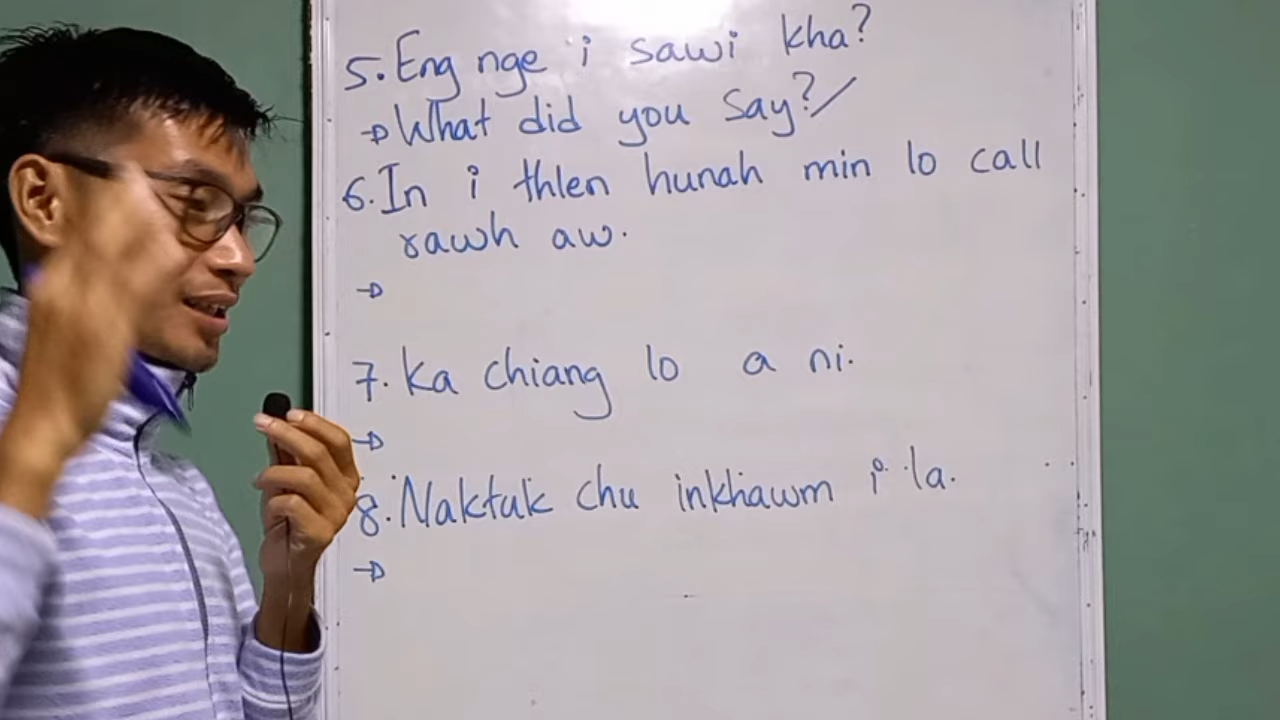 5. Eng nge i sawi kha?
→ What did you say?/
6. In i thlen hunah min lo call
rawh aw.
→
7. Ka chiang lo a ni.
→
8. Naktuk chu inkhawm i la.
→